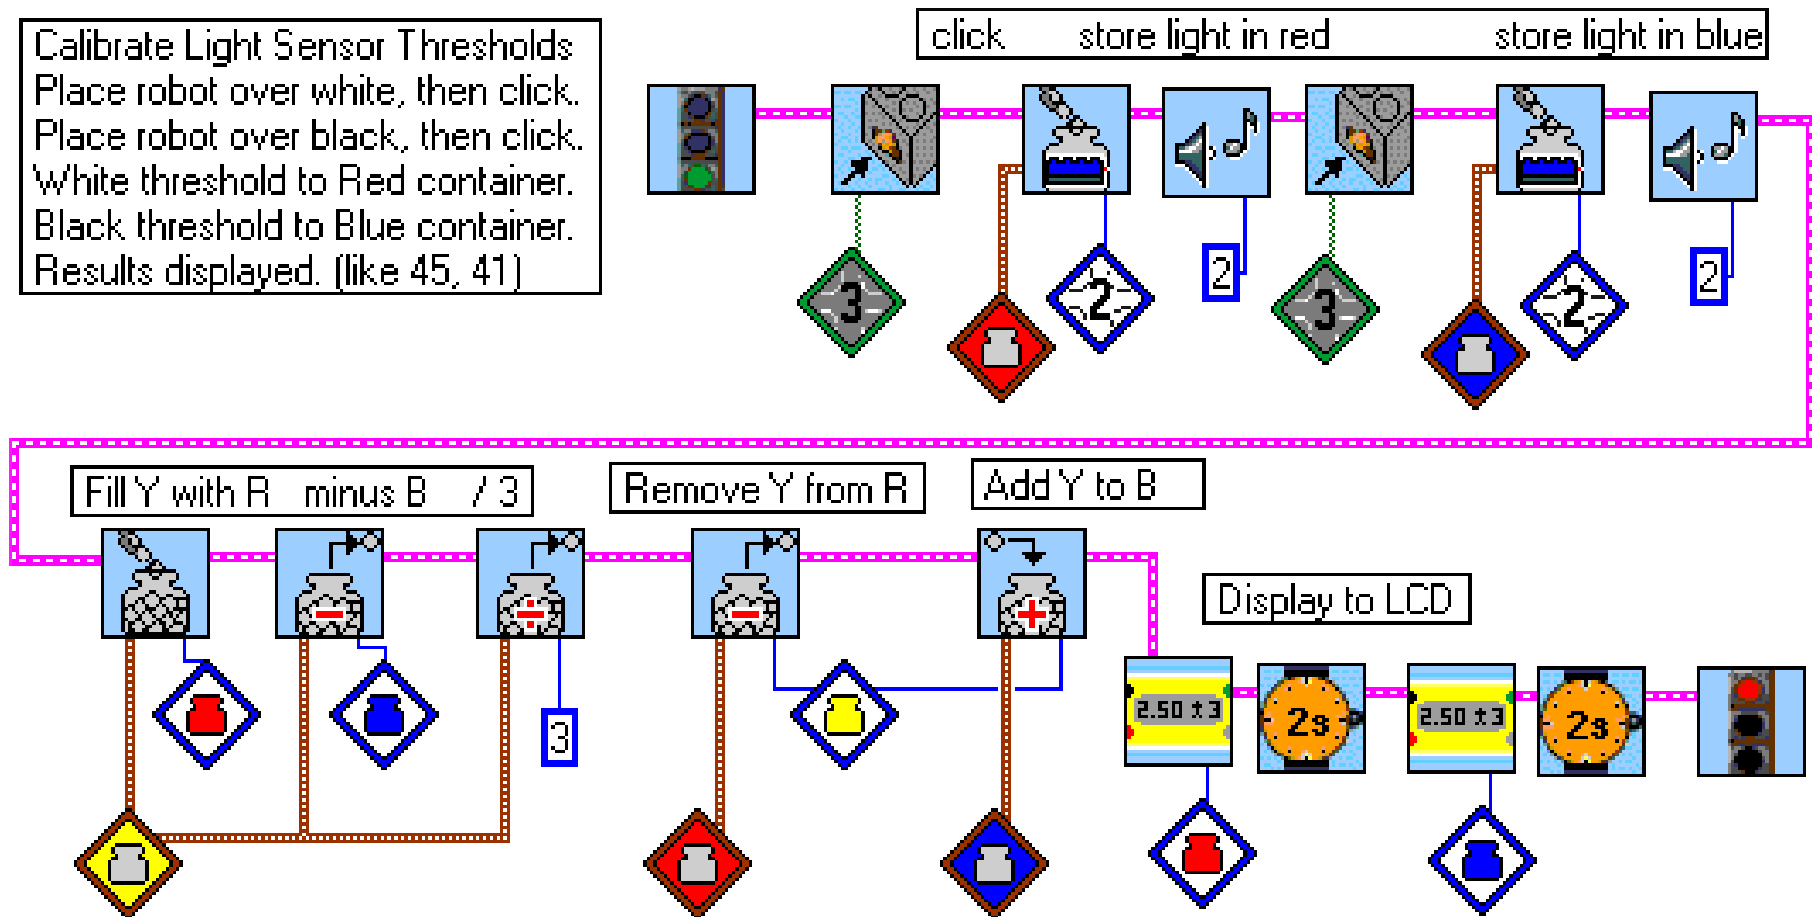 Calibrate Light Sensor Thresholds
Place robot over white, then click.
Place robot over black, then click.
White threshold to Red container.
Black threshold to Blue container.
Results displayed. (like 45, 41)
click store light in red store light in blue
3
2
2
3
2
2
Fill Y with R minus B / 3
Remove Y from R
Add Y to B
3
Display to LCD
2.50 ±3
2s
2.50 ±3
2s